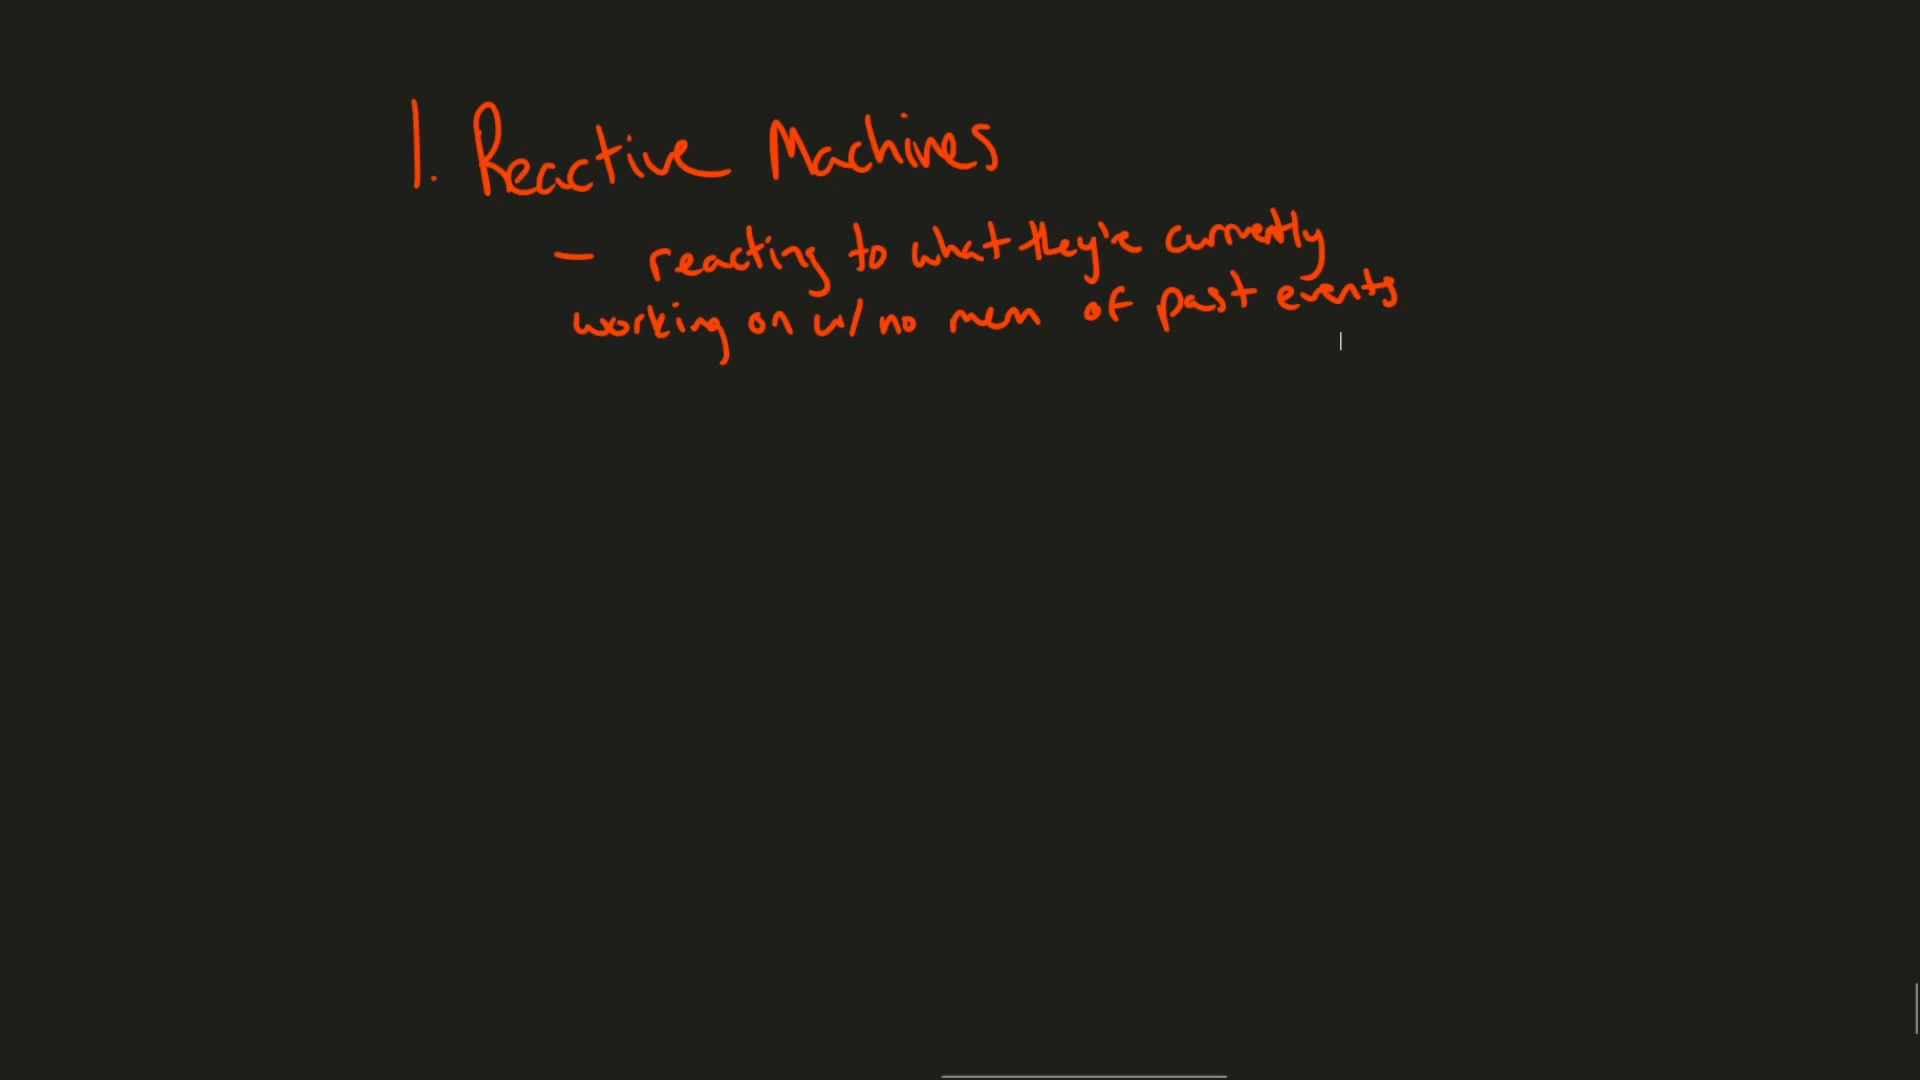 1. Reactive Machines
— reacting to what they're currently
working on w/ no mem of past events